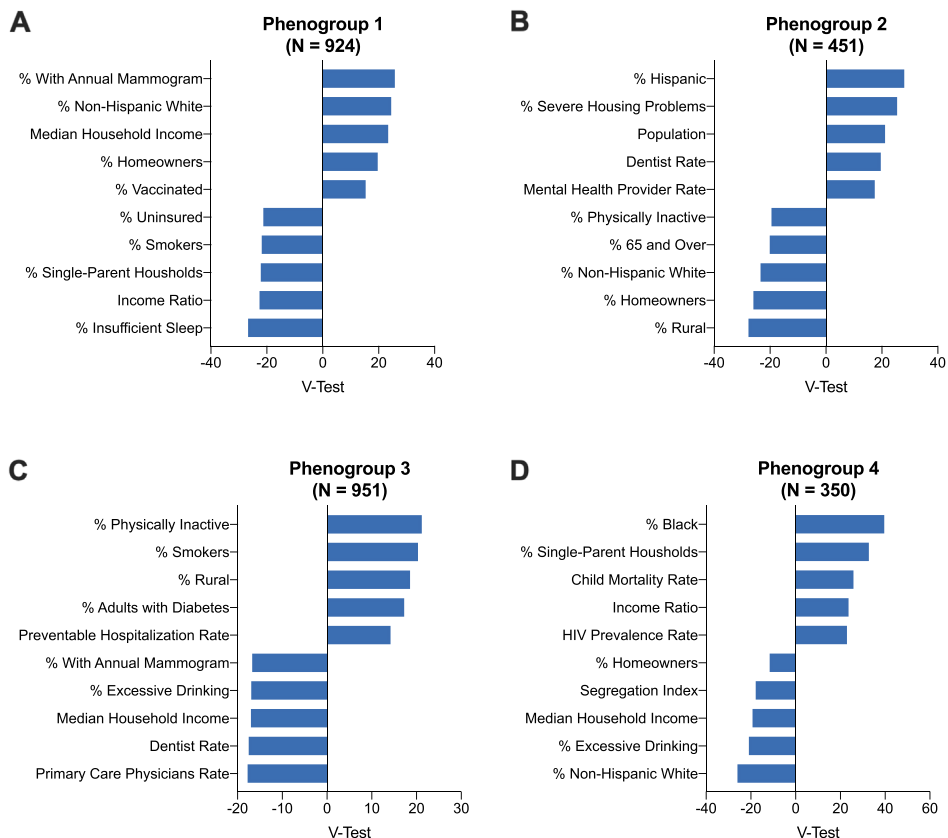 A
Phenogroup 1
(N = 924)
% With Annual Mammogram
% Non-Hispanic White
Median Household Income
% Homeowners
% Vaccinated
% Uninsured
% Smokers
% Single-Parent Housholds
Income Ratio
% Insufficient Sleep
-40 -20 0 20 40
V-Test
B
Phenogroup 2
(N = 451)
% Hispanic
% Severe Housing Problems
Population
Dentist Rate
Mental Health Provider Rate
% Physically Inactive
% 65 and Over
% Non-Hispanic White
% Homeowners
% Rural
-40 -20 0 20 40
V-Test
C
Phenogroup 3
(N = 951)
% Physically Inactive
% Smokers
% Rural
% Adults with Diabetes
Preventable Hospitalization Rate
% With Annual Mammogram
% Excessive Drinking
Median Household Income
Dentist Rate
Primary Care Physicians Rate
-20 -10 0 10 20 30
V-Test
D
Phenogroup 4
(N = 350)
% Black
% Single-Parent Housholds
Child Mortality Rate
Income Ratio
HIV Prevalence Rate
% Homeowners
Segregation Index
Median Household Income
% Excessive Drinking
% Non-Hispanic White
-40 -20 0 20 40 60
V-Test